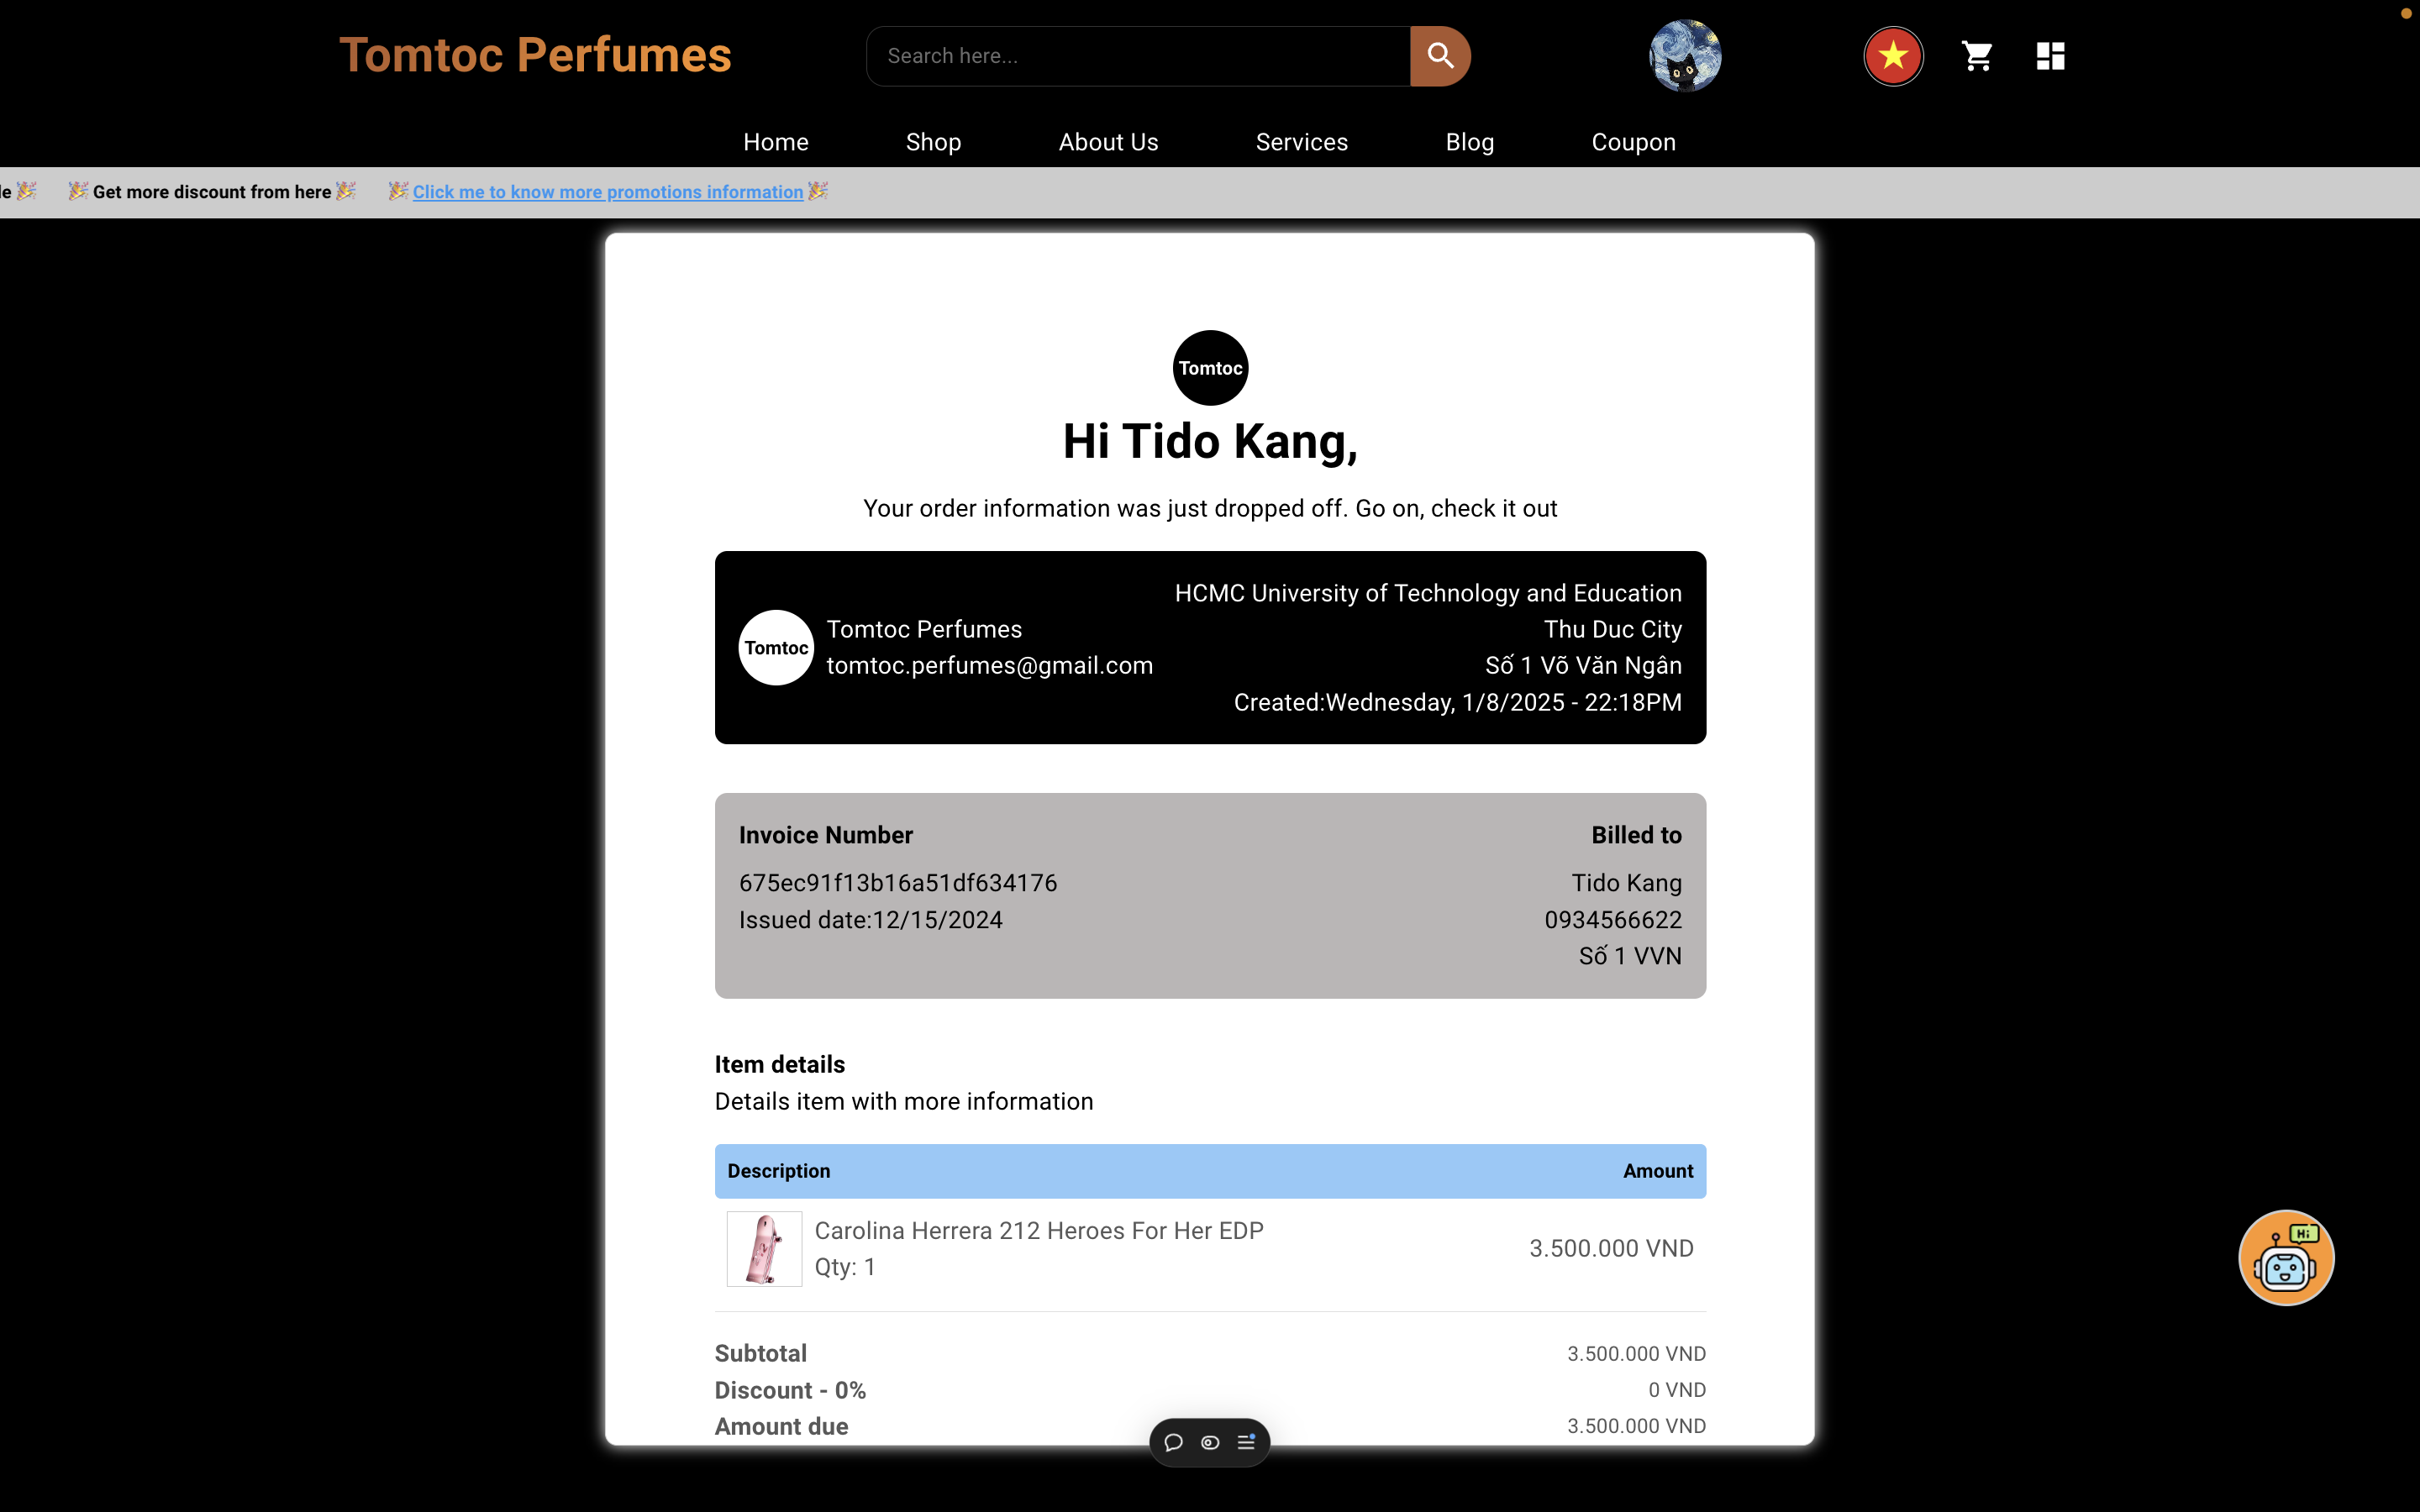 Tomtoc Perfumes
Search here...
Home Shop About Us Services Blog Coupon
🎉 Get more discount from here 🎉 🎉 Click me to know more promotions information 🎉
Tomtoc
Hi Tido Kang,
Your order information was just dropped off. Go on, check it out
Tomtoc
Tomtoc Perfumes
tomtoc.perfumes@gmail.com
HCMC University of Technology and Education
Thu Duc City
Số 1 Võ Văn Ngân
Created:Wednesday, 1/8/2025 - 22:18PM
Invoice Number
675ec91f13b16a51df634176
Issued date:12/15/2024
Billed to
Tido Kang
0934566622
Số 1 VVN
Item details
Details item with more information
Description Amount
Carolina Herrera 212 Heroes For Her EDP
Qty: 1
3.500.000 VND
Hi
Subtotal 3.500.000 VND
Discount - 0% 0 VND
Amount due 3.500.000 VND